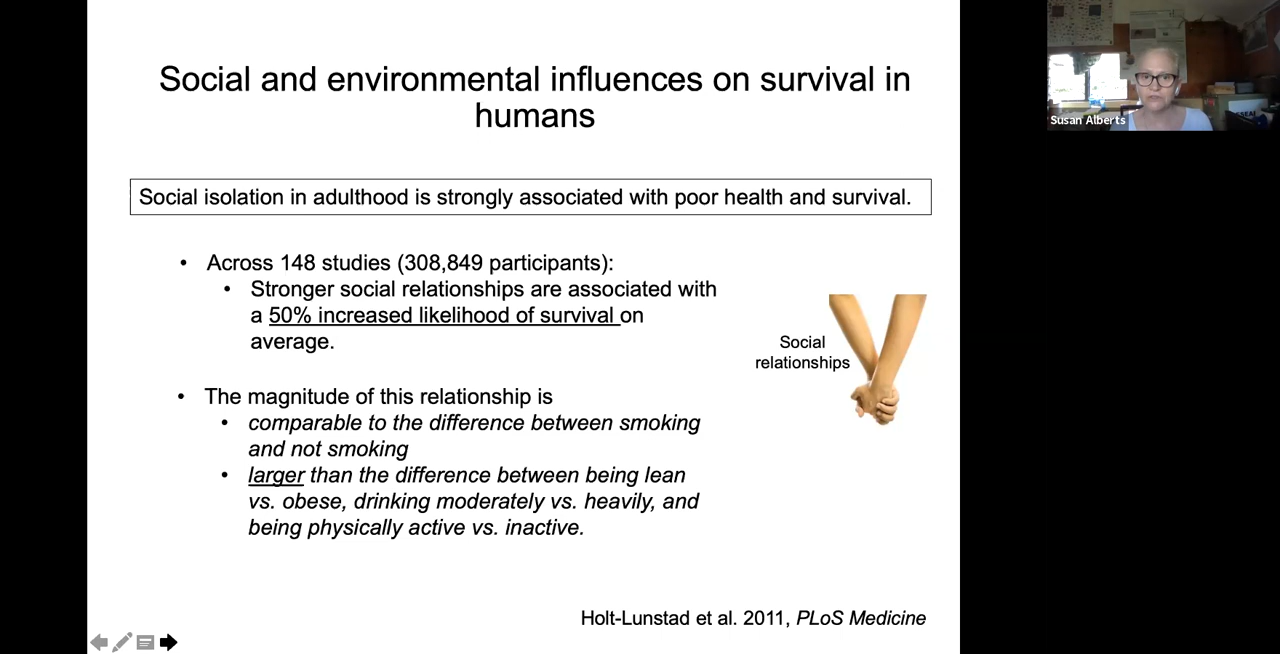 Social and environmental influences on survival in
humans
Social isolation in adulthood is strongly associated with poor health and survival.
• Across 148 studies (308,849 participants):
• Stronger social relationships are associated with
a 50% increased likelihood of survival on
average.
• The magnitude of this relationship is
• comparable to the difference between smoking
and not smoking
• larger than the difference between being lean
vs. obese, drinking moderately vs. heavily, and
being physically active vs. inactive.
Social
relationships
Holt-Lunstad et al. 2011, PLoS Medicine
Susan Alberts